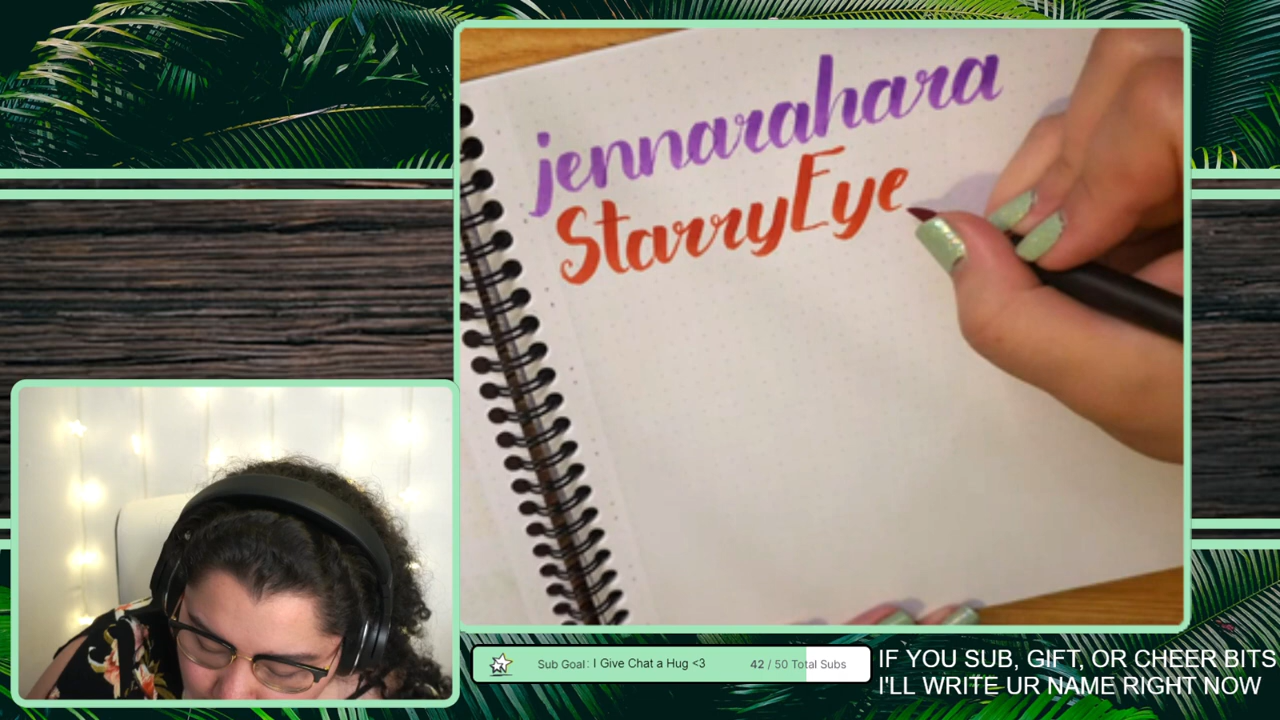 jennarahara
StarryEye
Sub Goal: I Give Chat a Hug <3
42 / 50 Total Subs
IF YOU SUB, GIFT, OR CHEER BITS
I'LL WRITE UR NAME RIGHT NOW